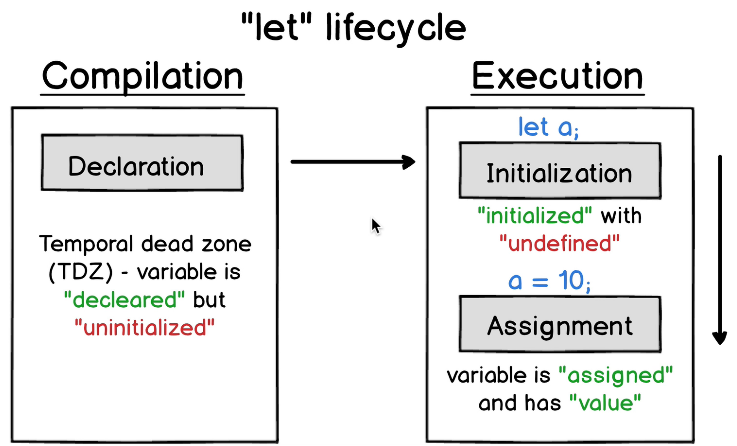 "let" lifecycle
Compilation
Declaration
Temporal dead zone
(TDZ) - variable is
"decleared" but
"uninitialized"
Execution
let a;
Initialization
"initialized" with
"undefined"
a = 10;
Assignment
variable is "assigned"
and has "value"